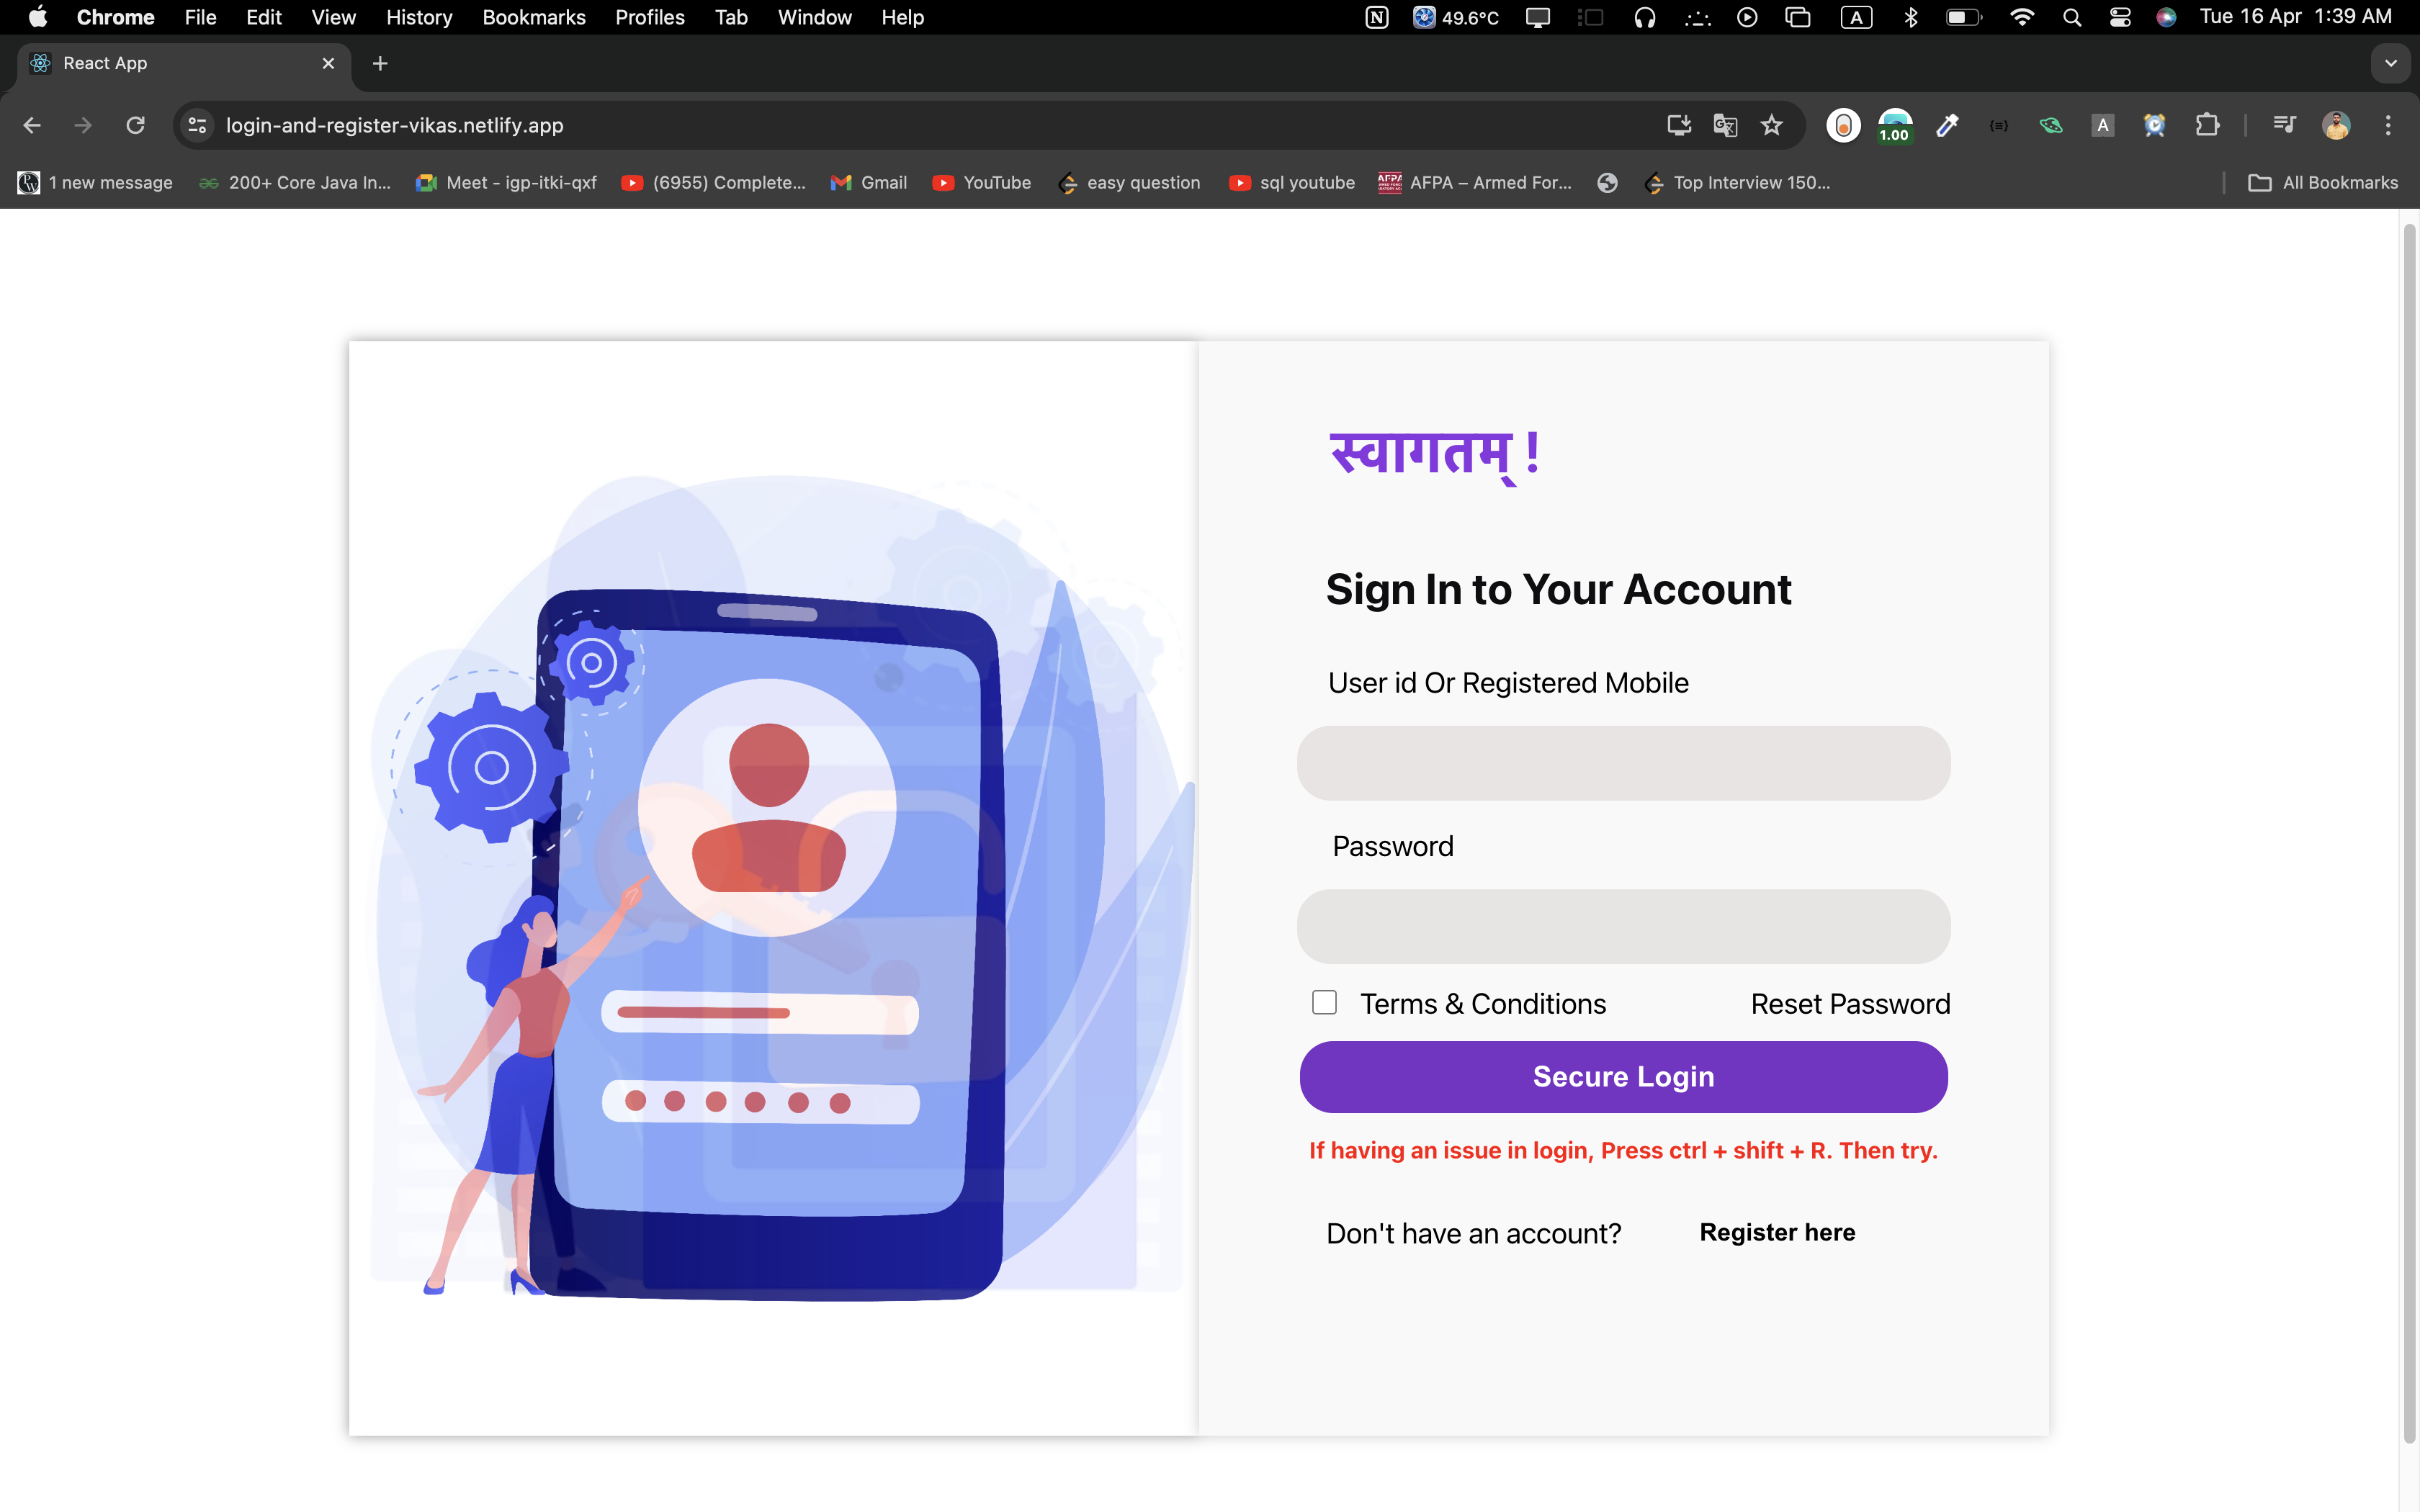 Chrome File Edit View History Bookmarks Profiles Tab Window Help N 49.6°C A Tue 16 Apr 1:39 AM
React App
login-and-register-vikas.netlify.app 1.00 A
1 new message 200+ Core Java In... Meet - igp-itki-qxf (6955) Complete... Gmail YouTube easy question sql youtube AFPA – Armed For... Top Interview 150... All Bookmarks
स्वागतम् !
Sign In to Your Account
User id Or Registered Mobile
Password
Terms & Conditions Reset Password
Secure Login
If having an issue in login, Press ctrl + shift + R. Then try.
Don't have an account? Register here